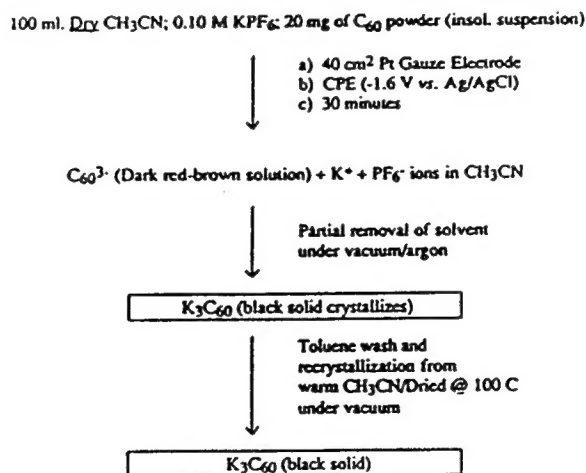 100 ml. Dry CH3CN; 0.10 M KPF6; 20 mg of C60 powder (insol. suspension)
a) 40 cm² Pt Gauze Electrode
b) CPE (-1.6 V vs. Ag/AgCl)
c) 30 minutes
C60³⁻ (Dark red-brown solution) + K⁺ + PF6⁻ ions in CH3CN
Partial removal of solvent
under vacuum/argon
K3C60 (black solid crystallizes)
Toluene wash and
recrystallization from
warm CH3CN/Dried @ 100 C
under vacuum
K3C60 (black solid)